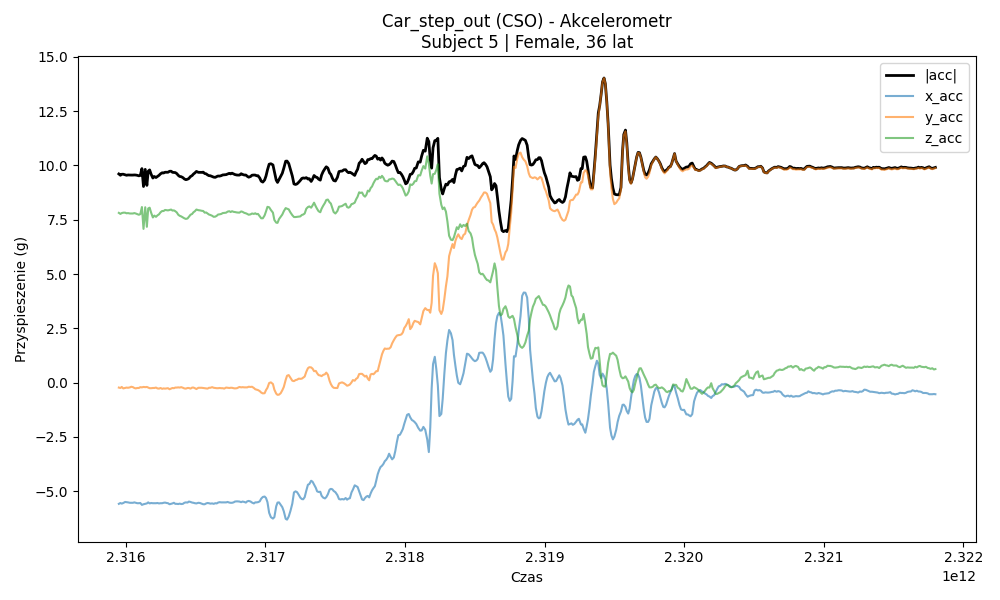 Car_step_out (CSO) - Akcelerometr
Subject 5 | Female, 36 lat
15.0
12.5
10.0
7.5
5.0
2.5
0.0
−2.5
−5.0
Przyspieszenie (g)
|acc|
x_acc
y_acc
z_acc
2.316
2.317
2.318
2.319
2.320
2.321
2.322
1e12
Czas